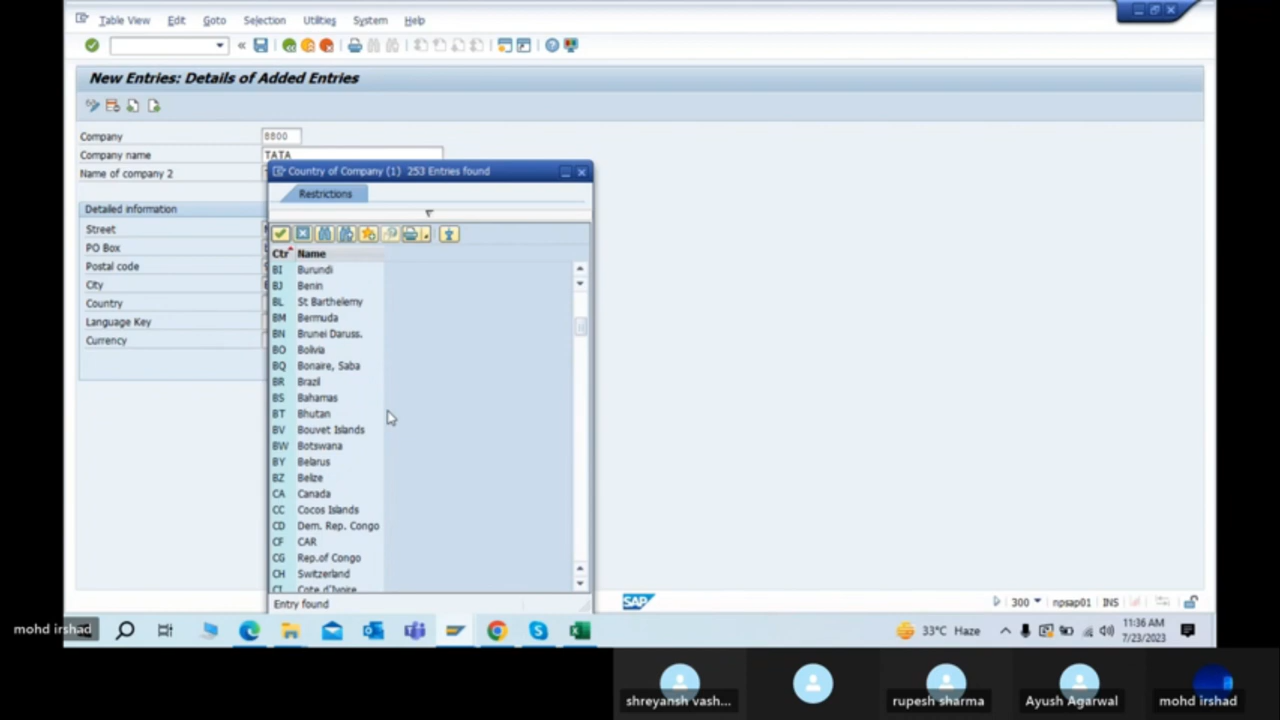 Table View Edit Goto Selection Utilities System Help
New Entries: Details of Added Entries
Company 8800
Company name TATA
Name of company 2
Detailed information
Street
PO Box
Postal code
City
Country
Language Key
Currency
Country of Company (1) 253 Entries found
Restrictions
Ctr Name
BI Burundi
BJ Benin
BL St Barthelemy
BM Bermuda
BN Brunei Daruss.
BO Bolivia
BQ Bonaire, Saba
BR Brazil
BS Bahamas
BT Bhutan
BV Bouvet Islands
BW Botswana
BY Belarus
BZ Belize
CA Canada
CC Cocos Islands
CD Dem. Rep. Congo
CF CAR
CG Rep.of Congo
CH Switzerland
CI Cote d'Ivoire
Entry found
SAP 300 npsap01 INS
mohd irshad
33°C Haze
11:36 AM
7/23/2023
shreyansh vash...
rupesh sharma
Ayush Agarwal
mohd irshad